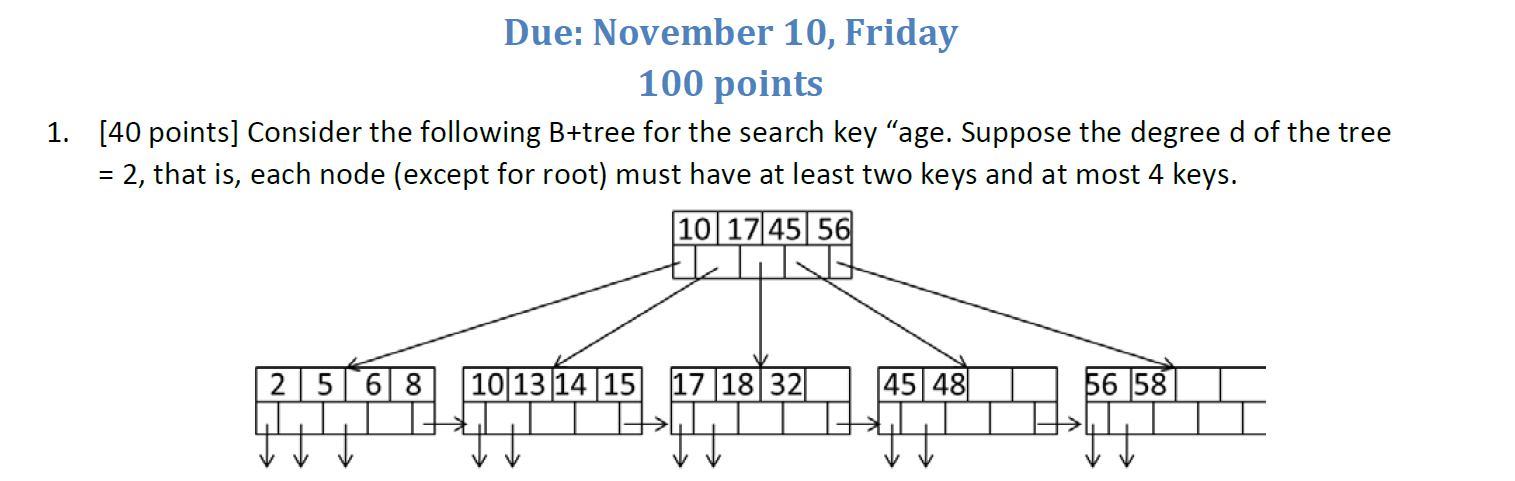 Due: November 10, Friday
100 points
1. [40 points] Consider the following B+tree for the search key “age. Suppose the degree d of the tree
= 2, that is, each node (except for root) must have at least two keys and at most 4 keys.
10 17 45 56
2 5 6 8 10 13 14 15 17 18 32 45 48 56 58